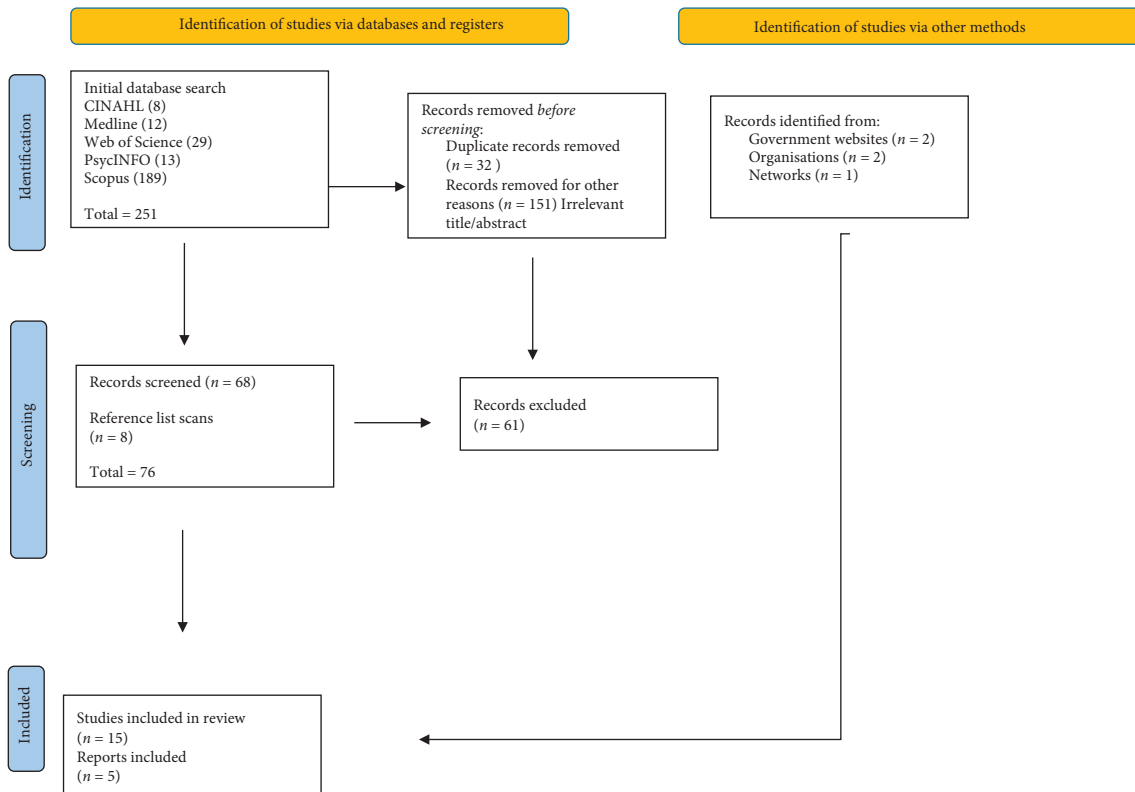 Identification of studies via databases and registers
Identification of studies via other methods
Identification
Initial database search
CINAHL (8)
Medline (12)
Web of Science (29)
PsycINFO (13)
Scopus (189)
Total = 251
Records removed before
screening:
Duplicate records removed
(n = 32 )
Records removed for other
reasons (n = 151) Irrelevant
title/abstract
Records identified from:
Government websites (n = 2)
Organisations (n = 2)
Networks (n = 1)
Screening
Records screened (n = 68)
Reference list scans
(n = 8)
Total = 76
Records excluded
(n = 61)
Included
Studies included in review
(n = 15)
Reports included
(n = 5)